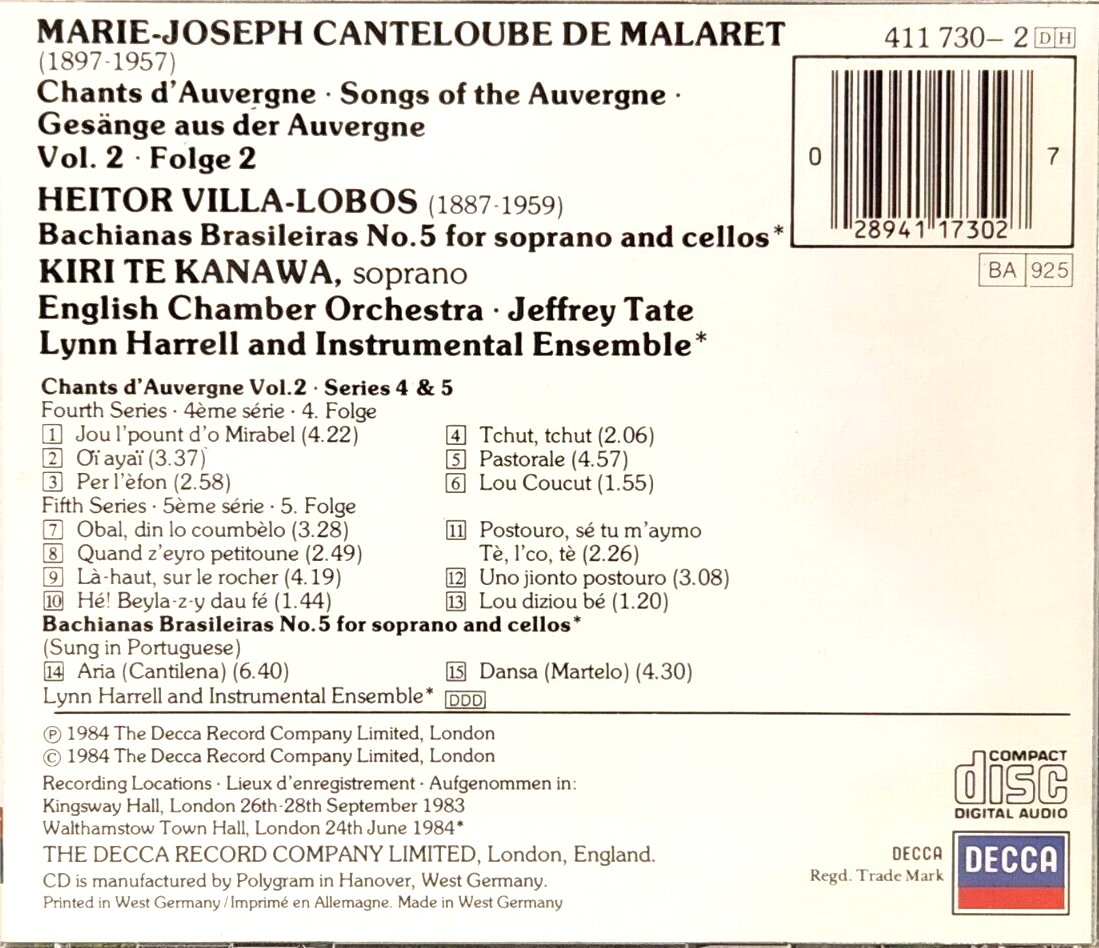 MARIE-JOSEPH CANTELOUBE DE MALARET
(1897-1957)
Chants d'Auvergne · Songs of the Auvergne ·
Gesänge aus der Auvergne
Vol. 2 · Folge 2
HEITOR VILLA-LOBOS (1887-1959)
Bachianas Brasileiras No.5 for soprano and cellos*
KIRI TE KANAWA, soprano
English Chamber Orchestra · Jeffrey Tate
Lynn Harrell and Instrumental Ensemble*
411 730-2 DH
0 28941 17302 7
BA 925
Chants d'Auvergne Vol.2 · Series 4 & 5
Fourth Series · 4ème série · 4. Folge
1 Jou l'pount d'o Mirabel (4.22)
2 Oï ayaï (3.37)
3 Per l'èfon (2.58)
4 Tchut, tchut (2.06)
5 Pastorale (4.57)
6 Lou Coucut (1.55)
Fifth Series · 5ème série · 5. Folge
7 Obal, din lo coumbèlo (3.28)
8 Quand z'eyro petitoune (2.49)
9 Là-haut, sur le rocher (4.19)
10 Hé! Beyla-z-y dau fé (1.44)
11 Postouro, sé tu m'aymo
Tè, l'co, tè (2.26)
12 Uno jionto postouro (3.08)
13 Lou diziou bé (1.20)
Bachianas Brasileiras No.5 for soprano and cellos*
(Sung in Portuguese)
14 Aria (Cantilena) (6.40)
15 Dansa (Martelo) (4.30)
Lynn Harrell and Instrumental Ensemble* DDD
℗ 1984 The Decca Record Company Limited, London
© 1984 The Decca Record Company Limited, London
Recording Locations · Lieux d'enregistrement · Aufgenommen in:
Kingsway Hall, London 26th-28th September 1983
Walthamstow Town Hall, London 24th June 1984*
THE DECCA RECORD COMPANY LIMITED, London, England.
CD is manufactured by Polygram in Hanover, West Germany.
Printed in West Germany/Imprimé en Allemagne. Made in West Germany
COMPACT
disc
DIGITAL AUDIO
DECCA
Regd. Trade Mark
DECCA